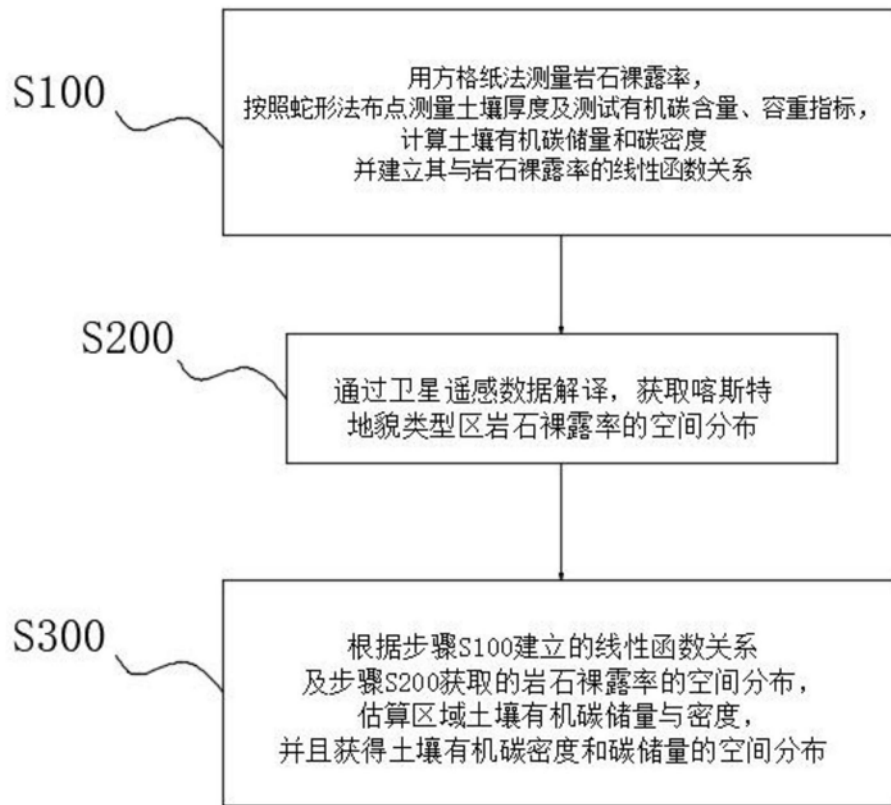 S100
用方格纸法测量岩石裸露率，
按照蛇形法布点测量土壤厚度及测试有机碳含量、容重指标，
计算土壤有机碳储量和碳密度
并建立其与岩石裸露率的线性函数关系
S200
通过卫星遥感数据解译，获取喀斯特
地貌类型区岩石裸露率的空间分布
S300
根据步骤S100建立的线性函数关系
及步骤S200获取的岩石裸露率的空间分布，
估算区域土壤有机碳储量与密度，
并且获得土壤有机碳密度和碳储量的空间分布